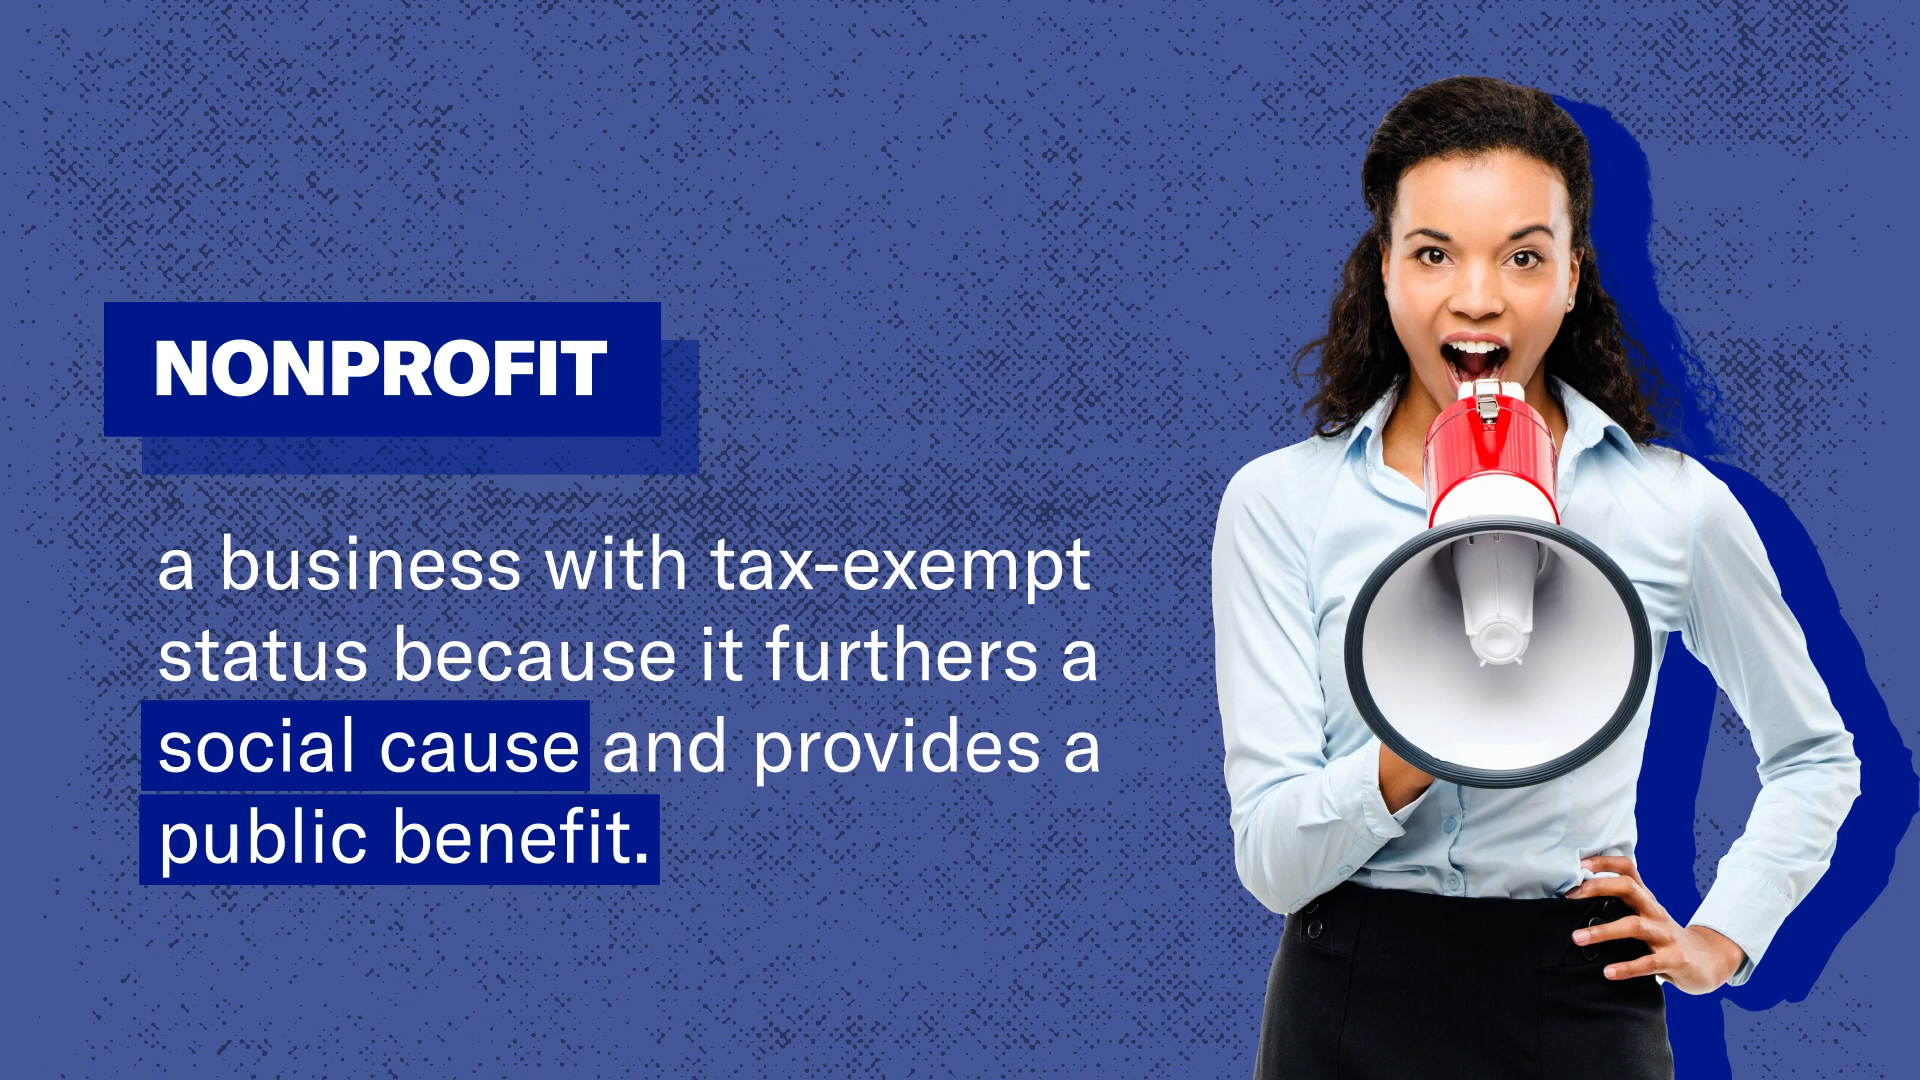 NONPROFIT
a business with tax-exempt
status because it furthers a
social cause and provides a
public benefit.